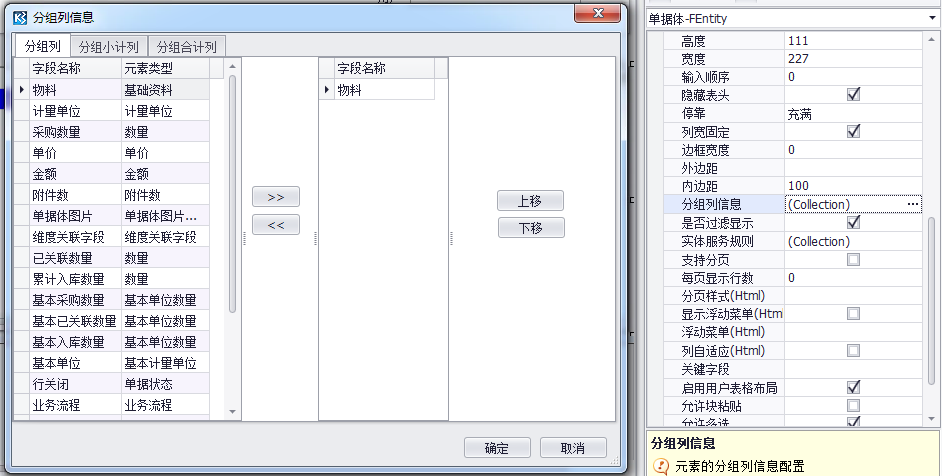 分组列信息
分组列 分组小计列 分组合计列
字段名称 元素类型
物料 基础资料
计量单位 计量单位
采购数量 数量
单价 单价
金额 金额
附件数 附件数
单据体图片 单据体图片...
维度关联字段 维度关联字段
已关联数量 数量
累计入库数量 数量
基本采购数量 基本单位数量
基本已关联数量 基本单位数量
基本入库数量 基本单位数量
基本单位 基本计量单位
行关闭 单据状态
业务流程 业务流程
>>
<<
字段名称
物料
上移
下移
确定 取消
单据体-FEntity
高度 111
宽度 227
输入顺序 0
隐藏表头
停靠 充满
列宽固定
边框宽度 0
外边距
内边距 100
分组列信息 (Collection) ...
是否过滤显示
实体服务规则 (Collection)
支持分页
每页显示行数 0
分页样式(Html)
显示浮动菜单(Html
浮动菜单(Html)
列自适应(Html)
关键字段
启用用户表格布局
允许块粘贴
允许多选
分组列信息
元素的分组列信息配置